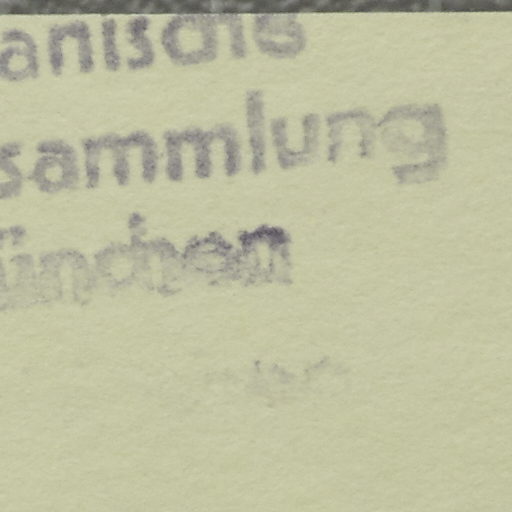 anische
sammlung
ünchen